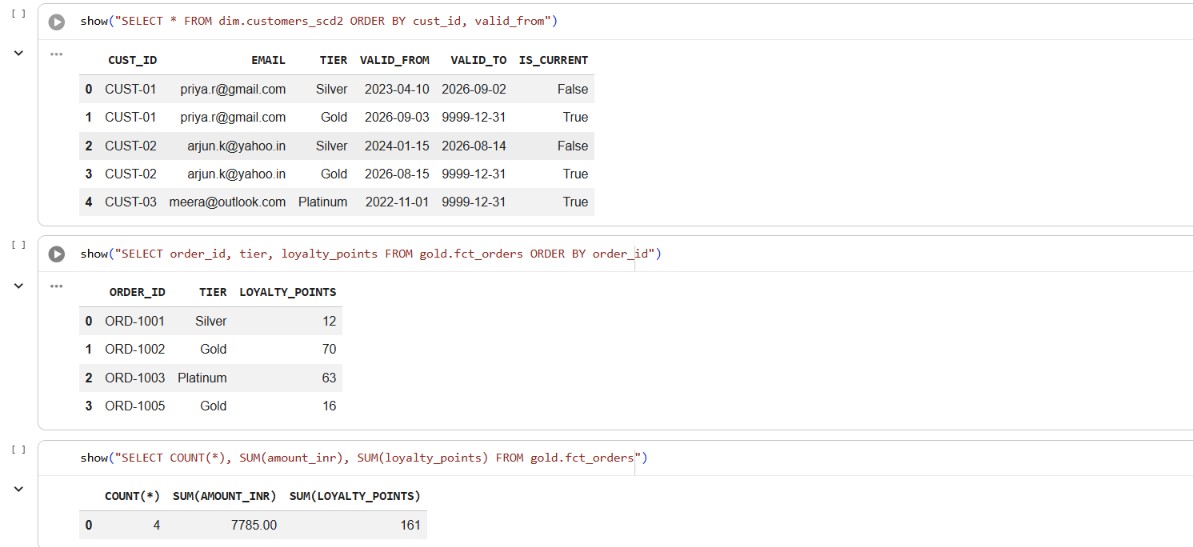 [ ] show("SELECT * FROM dim.customers_scd2 ORDER BY cust_id, valid_from")
CUST_ID EMAIL TIER VALID_FROM VALID_TO IS_CURRENT
0 CUST-01 priya.r@gmail.com Silver 2023-04-10 2026-09-02 False
1 CUST-01 priya.r@gmail.com Gold 2026-09-03 9999-12-31 True
2 CUST-02 arjun.k@yahoo.in Silver 2024-01-15 2026-08-14 False
3 CUST-02 arjun.k@yahoo.in Gold 2026-08-15 9999-12-31 True
4 CUST-03 meera@outlook.com Platinum 2022-11-01 9999-12-31 True
[ ] show("SELECT order_id, tier, loyalty_points FROM gold.fct_orders ORDER BY order_id")
ORDER_ID TIER LOYALTY_POINTS
0 ORD-1001 Silver 12
1 ORD-1002 Gold 70
2 ORD-1003 Platinum 63
3 ORD-1005 Gold 16
[ ] show("SELECT COUNT(*), SUM(amount_inr), SUM(loyalty_points) FROM gold.fct_orders")
COUNT(*) SUM(AMOUNT_INR) SUM(LOYALTY_POINTS)
0 4 7785.00 161